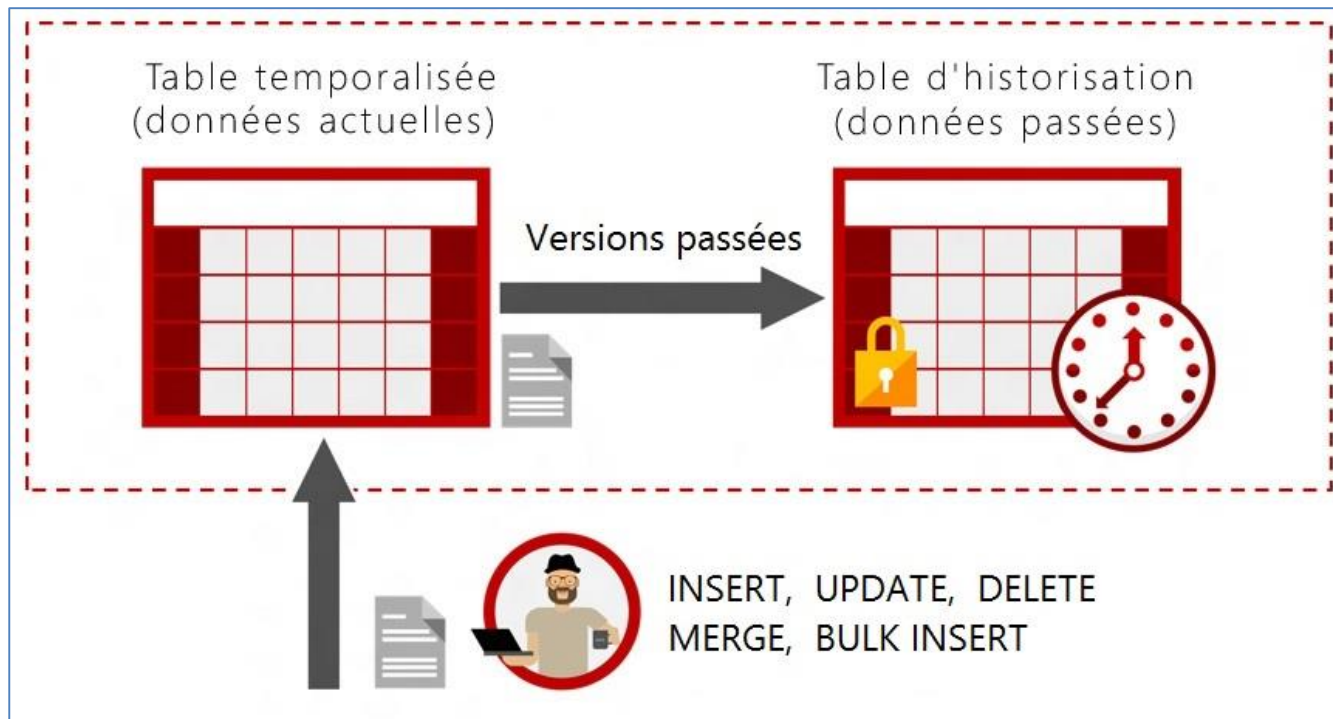 Table temporalisée
(données actuelles)
Table d'historisation
(données passées)
Versions passées
INSERT, UPDATE, DELETE
MERGE, BULK INSERT